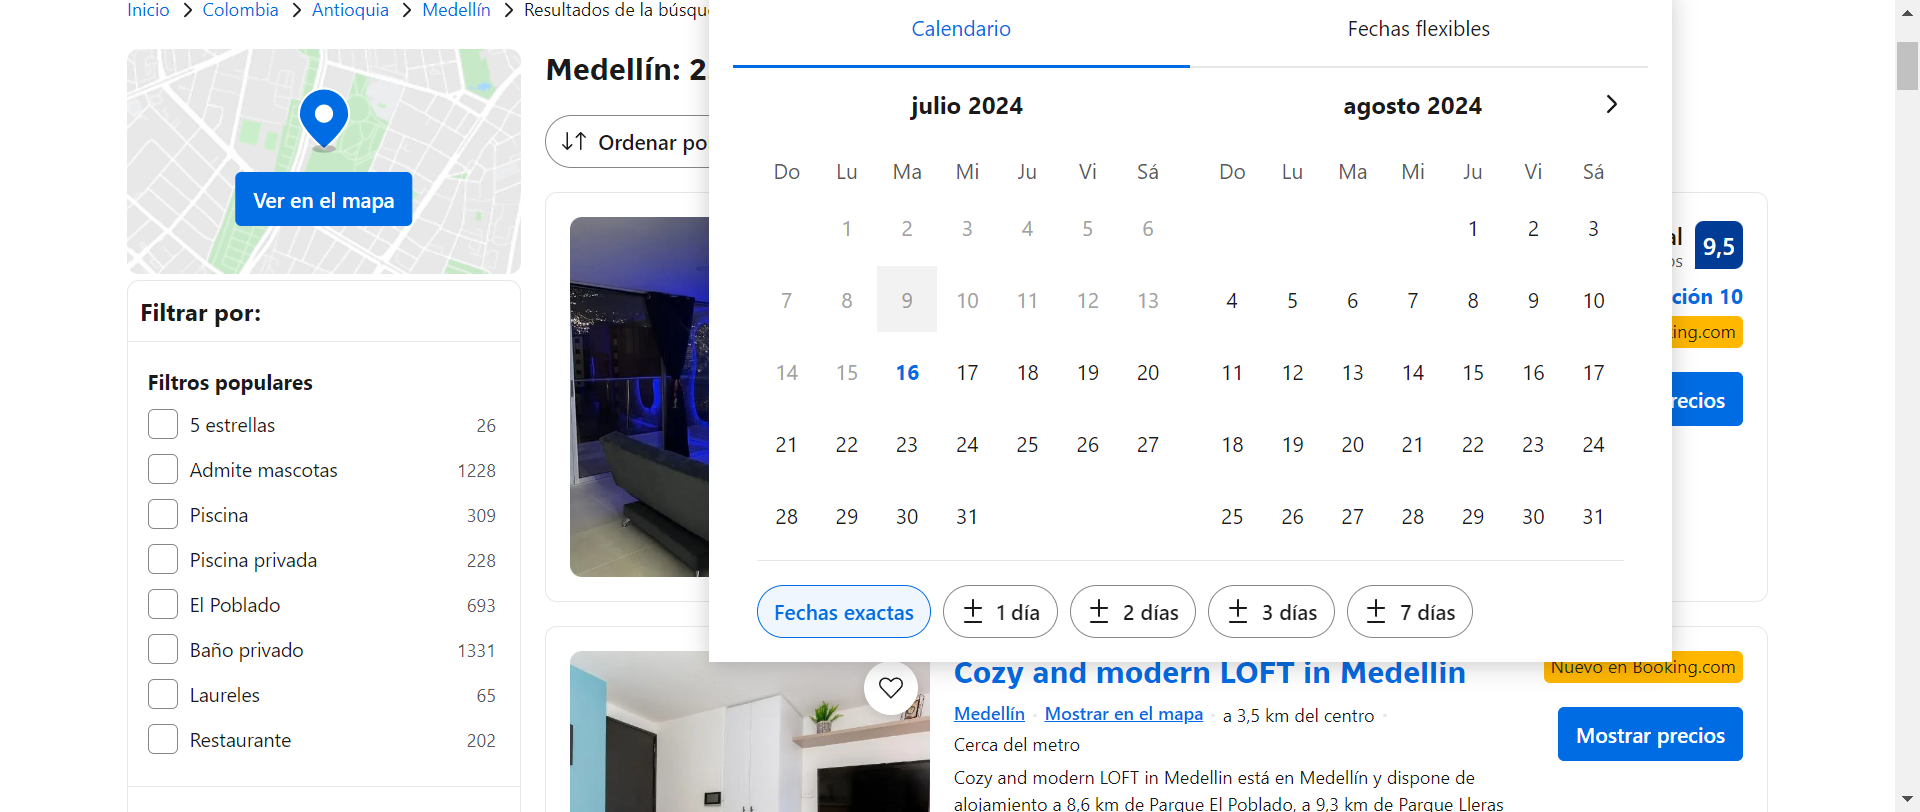 Inicio > Colombia > Antioquia > Medellín > Resultados de la búsqu
Ver en el mapa
Filtrar por:
Filtros populares
5 estrellas 26
Admite mascotas 1228
Piscina 309
Piscina privada 228
El Poblado 693
Baño privado 1331
Laureles 65
Restaurante 202
Medellín: 2
Ordenar po
Calendario Fechas flexibles
julio 2024
Do Lu Ma Mi Ju Vi Sá
1 2 3 4 5 6
7 8 9 10 11 12 13
14 15 16 17 18 19 20
21 22 23 24 25 26 27
28 29 30 31
agosto 2024
Do Lu Ma Mi Ju Vi Sá
1 2 3
4 5 6 7 8 9 10
11 12 13 14 15 16 17
18 19 20 21 22 23 24
25 26 27 28 29 30 31
Fechas exactas ± 1 día ± 2 días ± 3 días ± 7 días
al 9,5
os
ción 10
ing.com
recios
Cozy and modern LOFT in Medellin
Nuevo en Booking.com
Medellín Mostrar en el mapa a 3,5 km del centro
Mostrar precios
Cerca del metro
Cozy and modern LOFT in Medellin está en Medellín y dispone de
alojamiento a 8,6 km de Parque El Poblado, a 9,3 km de Parque Lleras